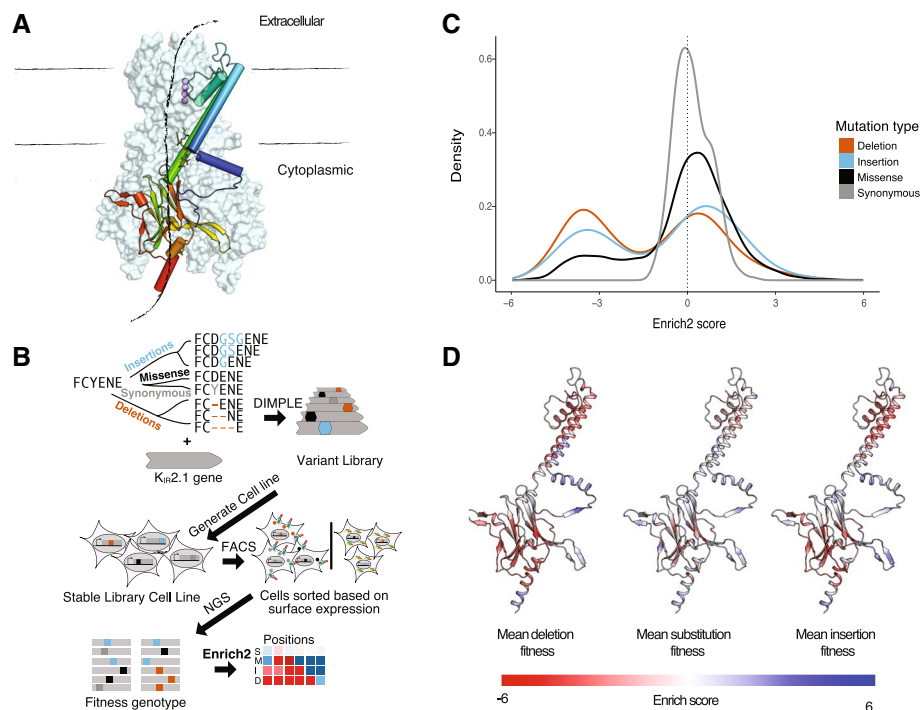 A
Extracellular
Cytoplasmic
B
FCYENE
Insertions
Missense
Synonymous
Deletions
FCDGSGENE
FCDGSENE
FCDGENE
FCDENE
FCYENE
FC-ENE
FC--NE
FC---E
DIMPLE
+
KIR2.1 gene
Variant Library
Generate Cell line
FACS
Stable Library Cell Line
Cells sorted based on
surface expression
NGS
Enrich2
Positions
S
M
I
D
Fitness genotype
C
Density
0.6
0.4
0.2
0.0
-6
-3
0
3
6
Enrich2 score
Mutation type
Deletion
Insertion
Missense
Synonymous
D
Mean deletion
fitness
Mean substitution
fitness
Mean insertion
fitness
-6
Enrich score
6